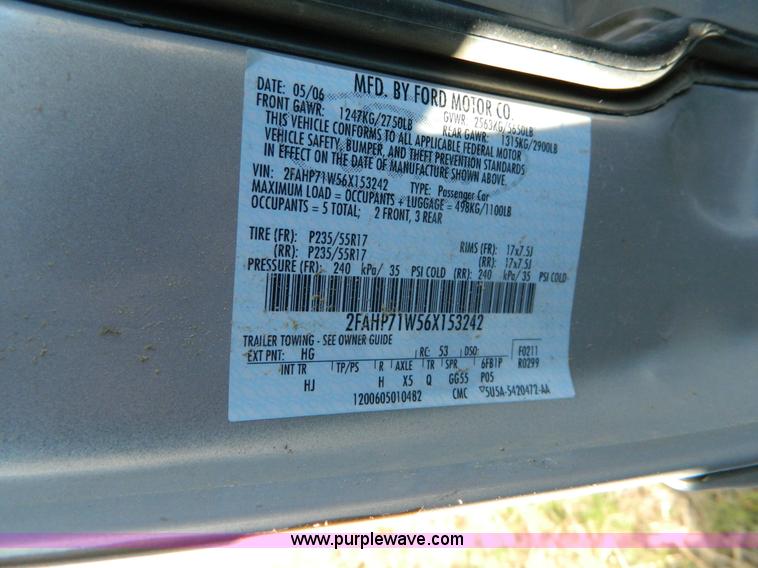 MFD. BY FORD MOTOR CO.
DATE: 05/06 GVWR: 2563KG/5650LB
FRONT GAWR: 1247KG/2750LB REAR GAWR: 1315KG/2900LB
THIS VEHICLE CONFORMS TO ALL APPLICABLE FEDERAL MOTOR
VEHICLE SAFETY, BUMPER, AND THEFT PREVENTION STANDARDS
IN EFFECT ON THE DATE OF MANUFACTURE SHOWN ABOVE
VIN: 2FAHP71W56X153242 TYPE: Passenger Car
MAXIMUM LOAD = OCCUPANTS + LUGGAGE = 498KG/1100LB
OCCUPANTS = 5 TOTAL; 2 FRONT, 3 REAR
TIRE (FR): P235/55R17 RIMS (FR): 17x7.5J
(RR): P235/55R17 (RR): 17x7.5J
PRESSURE (FR): 240 kPa/ 35 PSI COLD (RR): 240 kPa/ 35 PSI COLD
2FAHP71W56X153242
TRAILER TOWING - SEE OWNER GUIDE
EXT PNT: HG RC: 53 DSO: F0211
INT TR TP/PS R AXLE TR SPR 6FB1P R0299
HJ H X5 Q GG55 P05
1200605010482 CMC 5U5A-5420472-AA
www.purplewave.com